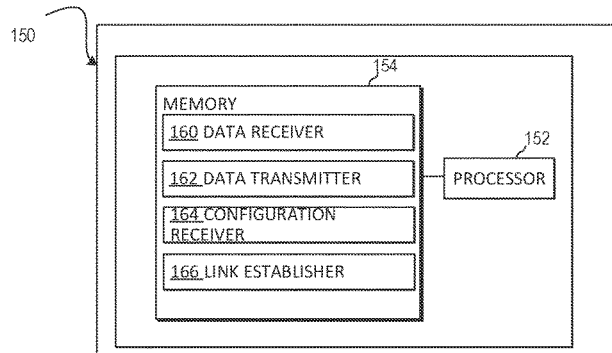 150
154
MEMORY
160 DATA RECEIVER
152
162 DATA TRANSMITTER
PROCESSOR
164 CONFIGURATION
RECEIVER
166 LINK ESTABLISHER